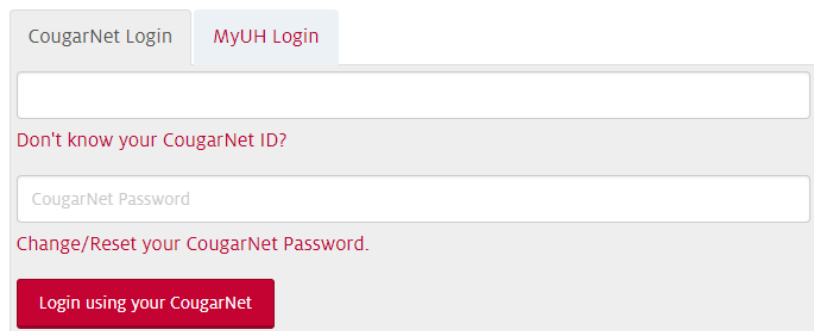 CougarNet Login MyUH Login
Don't know your CougarNet ID?
CougarNet Password
Change/Reset your CougarNet Password.
Login using your CougarNet